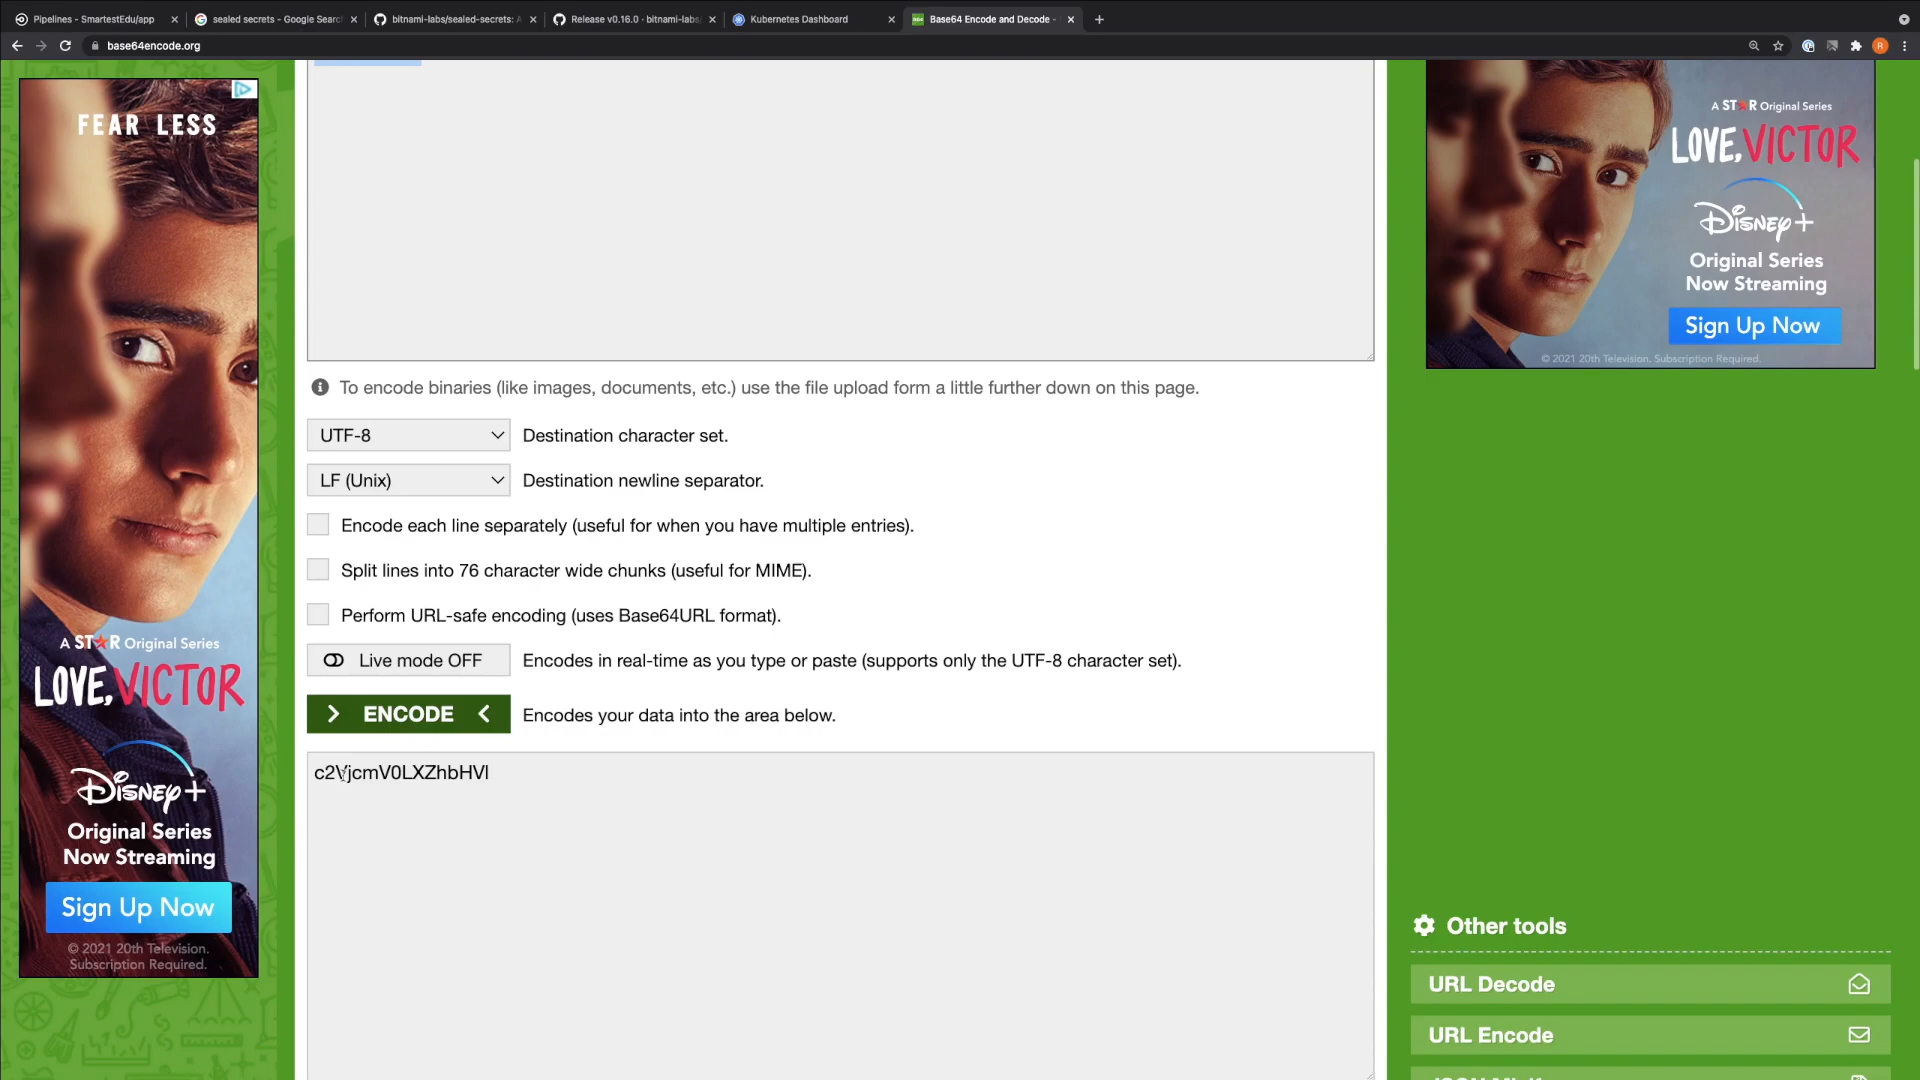 Pipelines - SmartestEdu/app
sealed secrets - Google Search
bitnami-labs/sealed-secrets: A
Release v0.16.0 · bitnami-labs/
Kubernetes Dashboard
Base64 Encode and Decode -
base64encode.org
R
FEAR LESS
A STAR Original Series
LOVE, VICTOR
Disney+
Original Series
Now Streaming
Sign Up Now
© 2021 20th Television.
Subscription Required.
To encode binaries (like images, documents, etc.) use the file upload form a little further down on this page.
UTF-8 Destination character set.
LF (Unix) Destination newline separator.
Encode each line separately (useful for when you have multiple entries).
Split lines into 76 character wide chunks (useful for MIME).
Perform URL-safe encoding (uses Base64URL format).
Live mode OFF Encodes in real-time as you type or paste (supports only the UTF-8 character set).
ENCODE Encodes your data into the area below.
c2VjcmV0LXZhbHVl
A STAR Original Series
LOVE, VICTOR
Disney+
Original Series
Now Streaming
Sign Up Now
© 2021 20th Television. Subscription Required.
Other tools
URL Decode
URL Encode